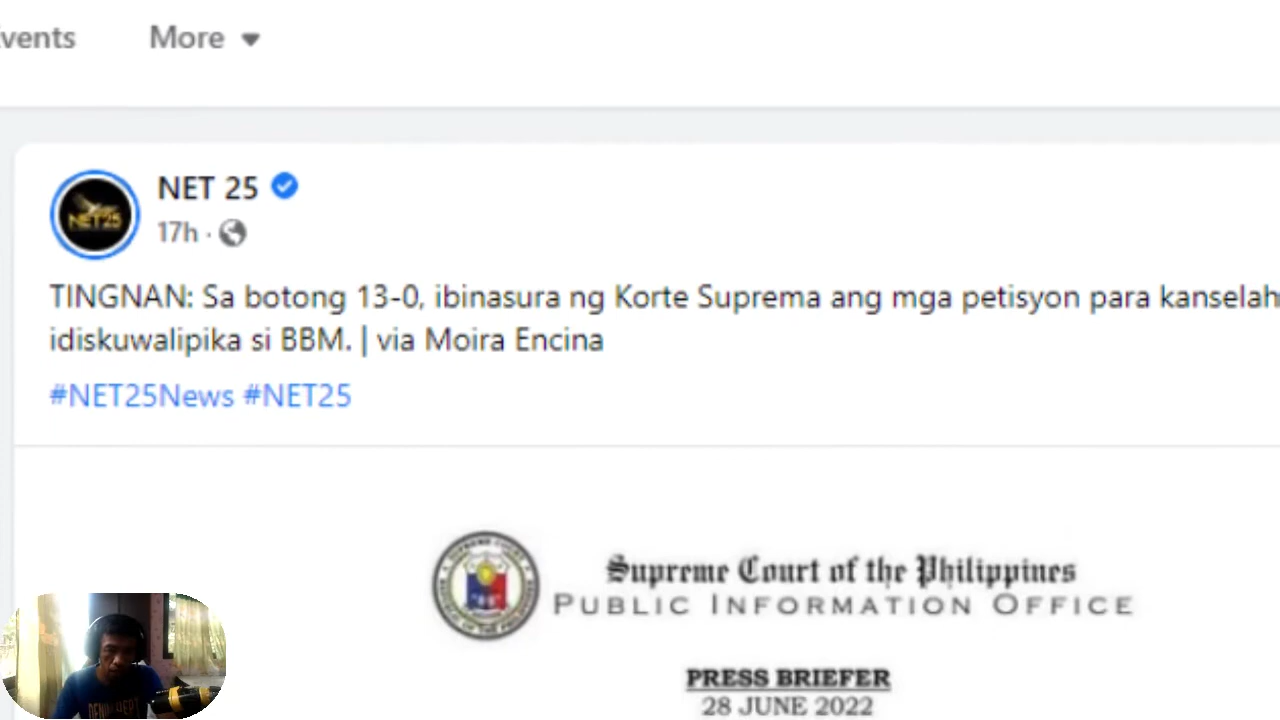 More
NET 25
17h ·
TINGNAN: Sa botong 13-0, ibinasura ng Korte Suprema ang mga petisyon para
idiskuwalipika si BBM. | via Moira Encina
#NET25News #NET25
Supreme Court of the Philippines
PUBLIC INFORMATION OFFICE
PRESS BRIEFER
28 JUNE 2022